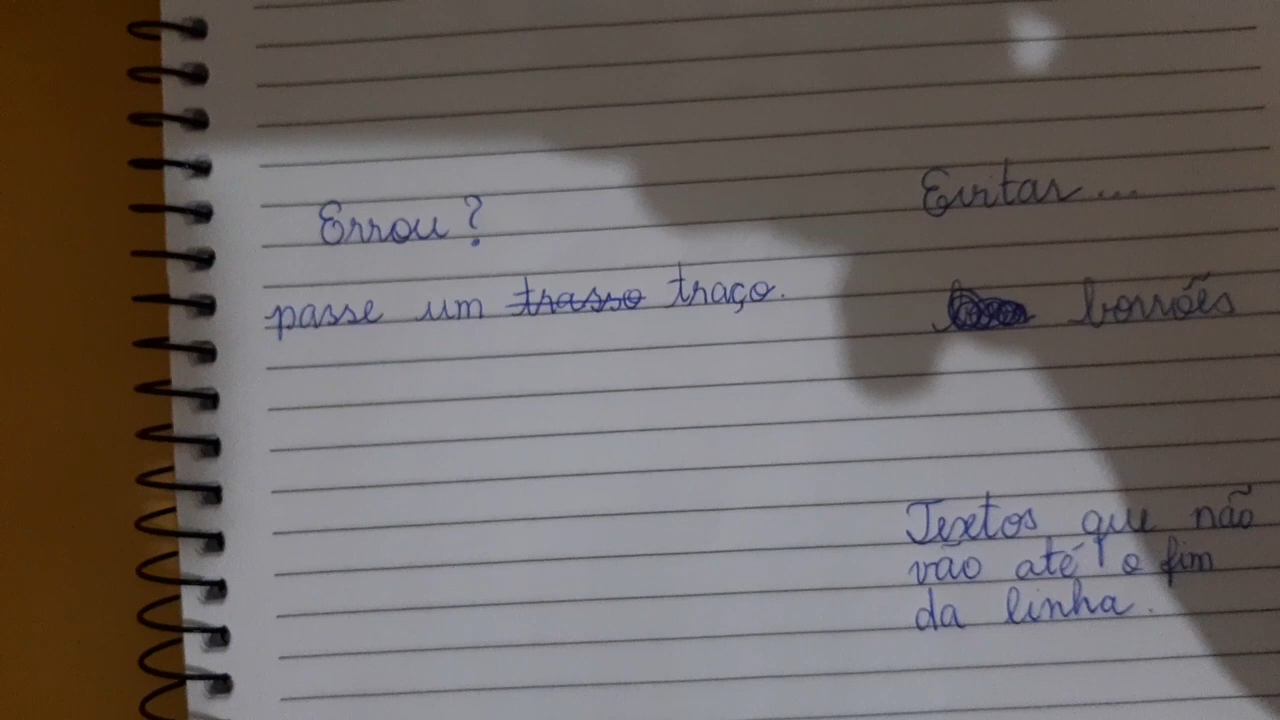 Errou?
passe um trasso traço.
Evitar...
borrões
Textos que não
vão até o fim
da linha.